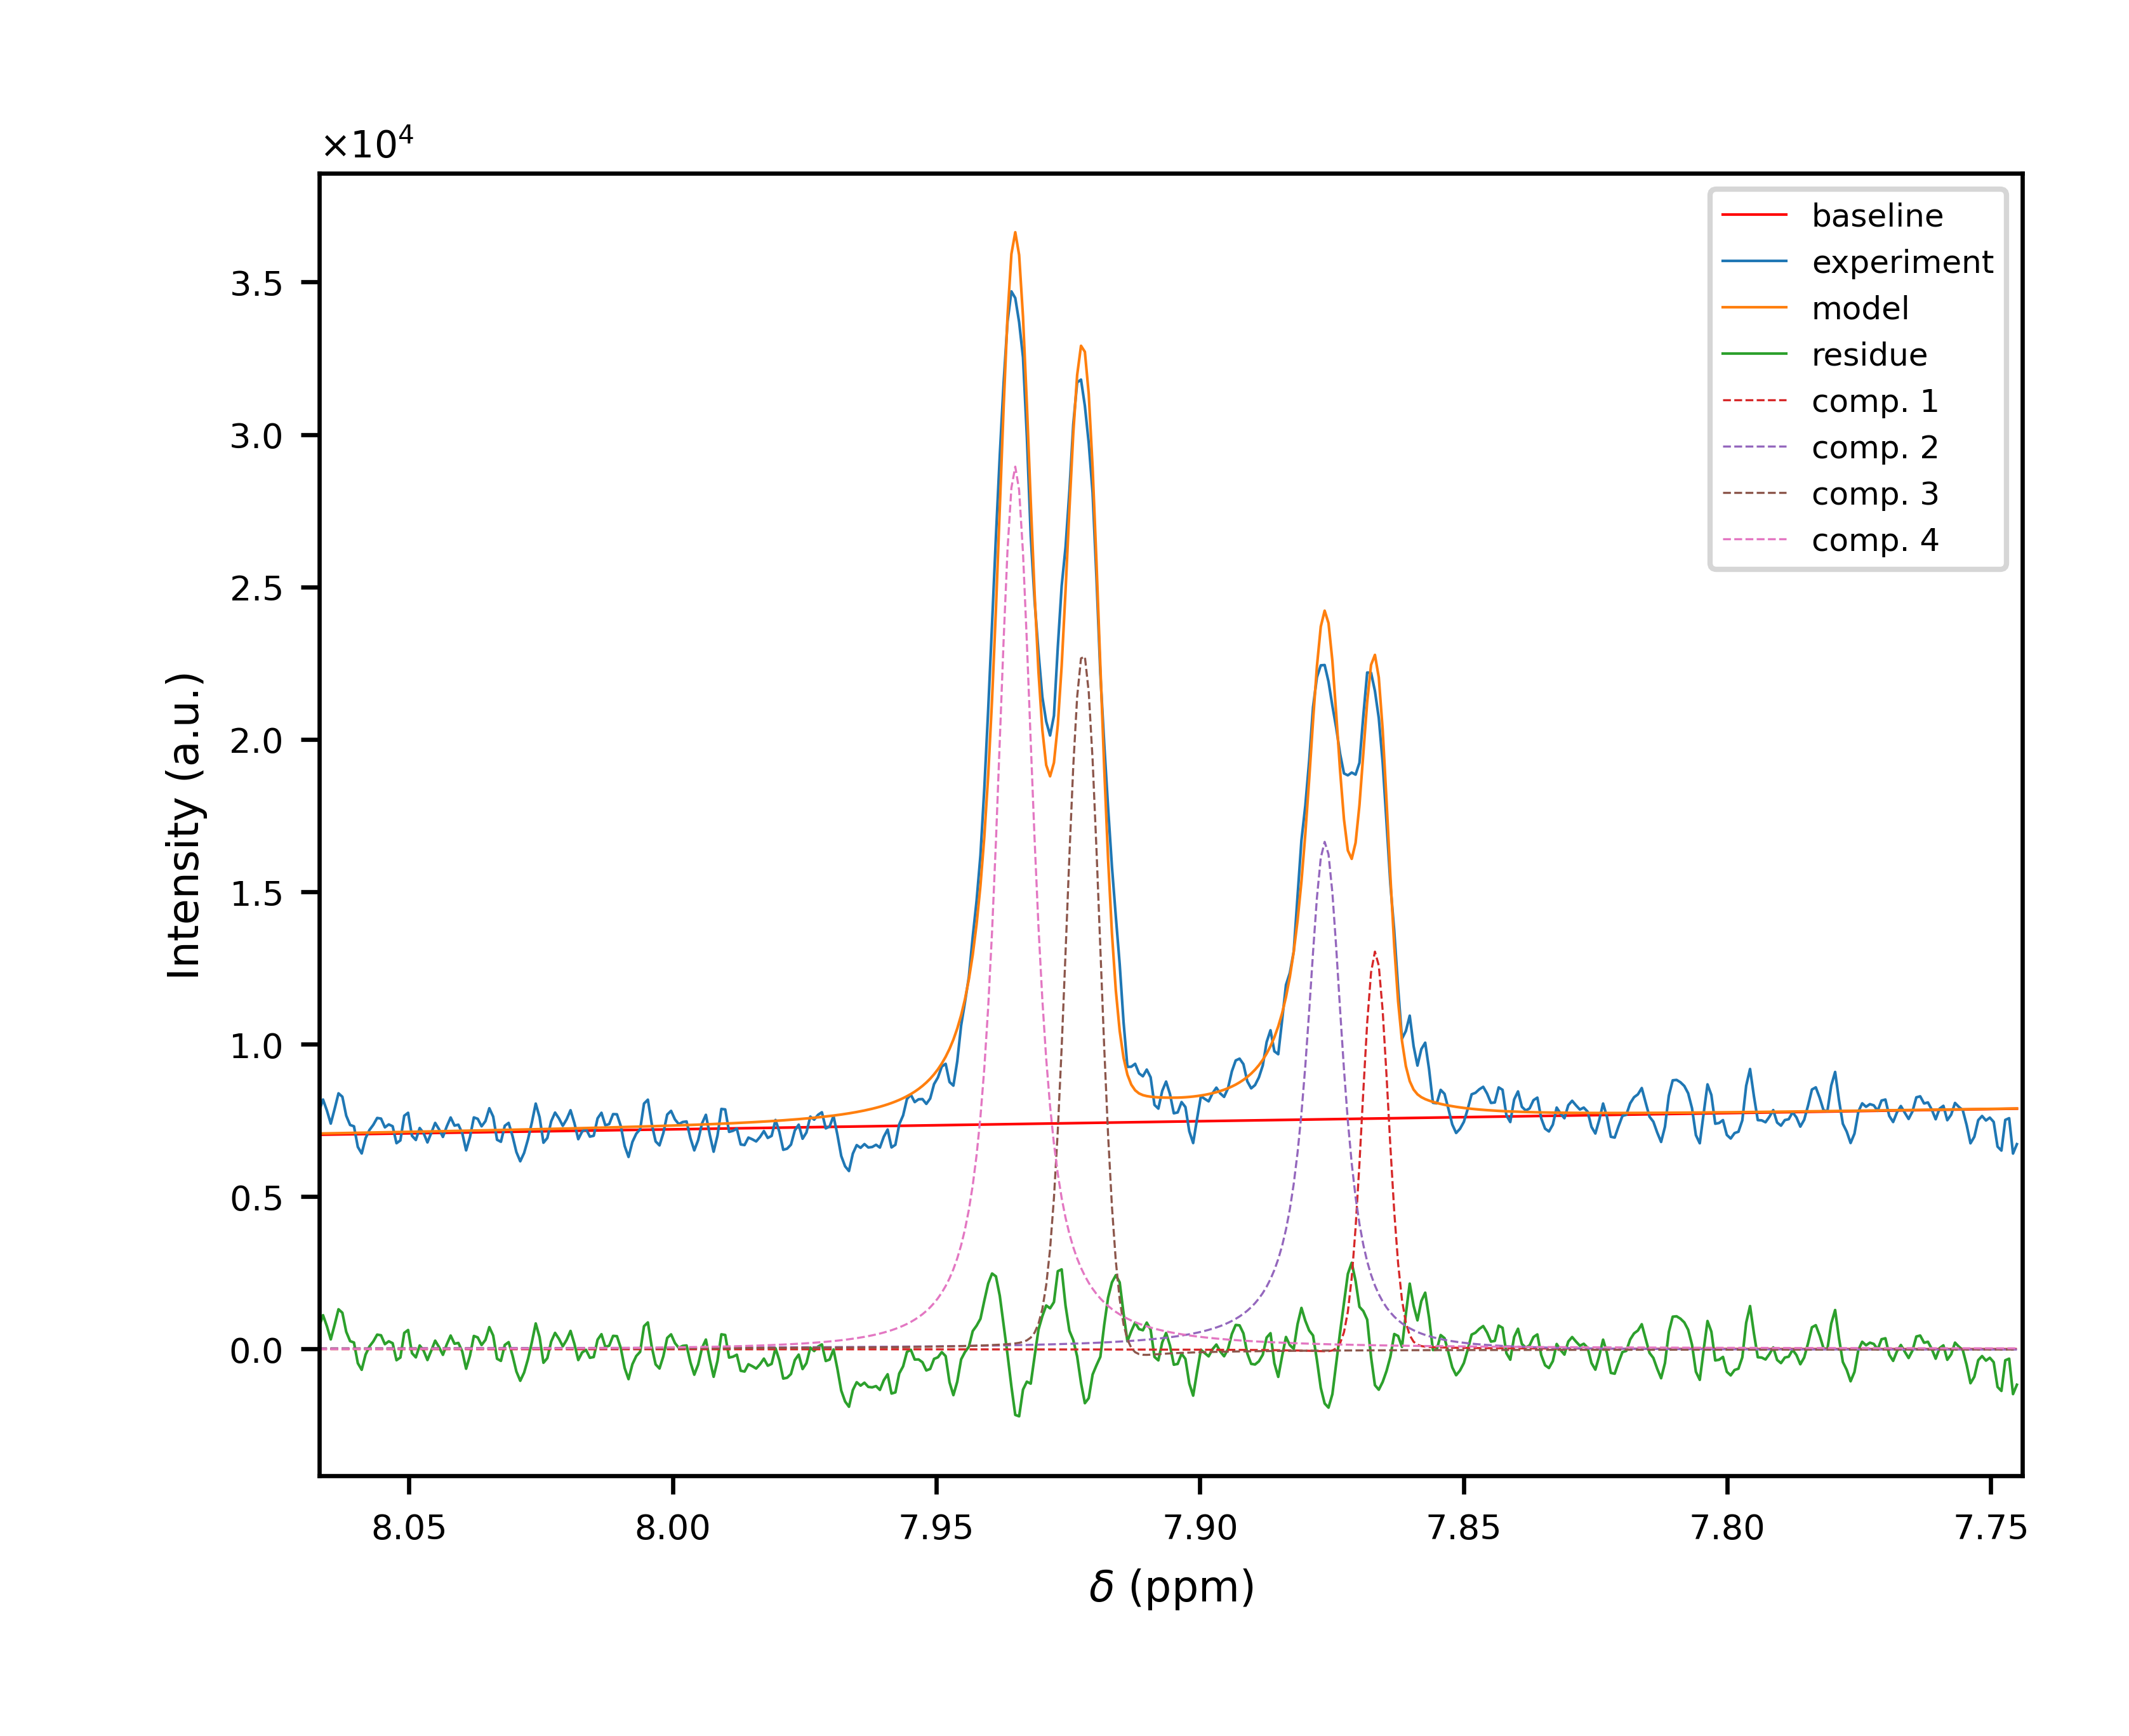 ×10⁴
baseline
experiment
model
residue
comp. 1
comp. 2
comp. 3
comp. 4
3.5
3.0
2.5
2.0
1.5
1.0
0.5
0.0
Intensity (a.u.)
8.05 8.00 7.95 7.90 7.85 7.80 7.75
δ (ppm)